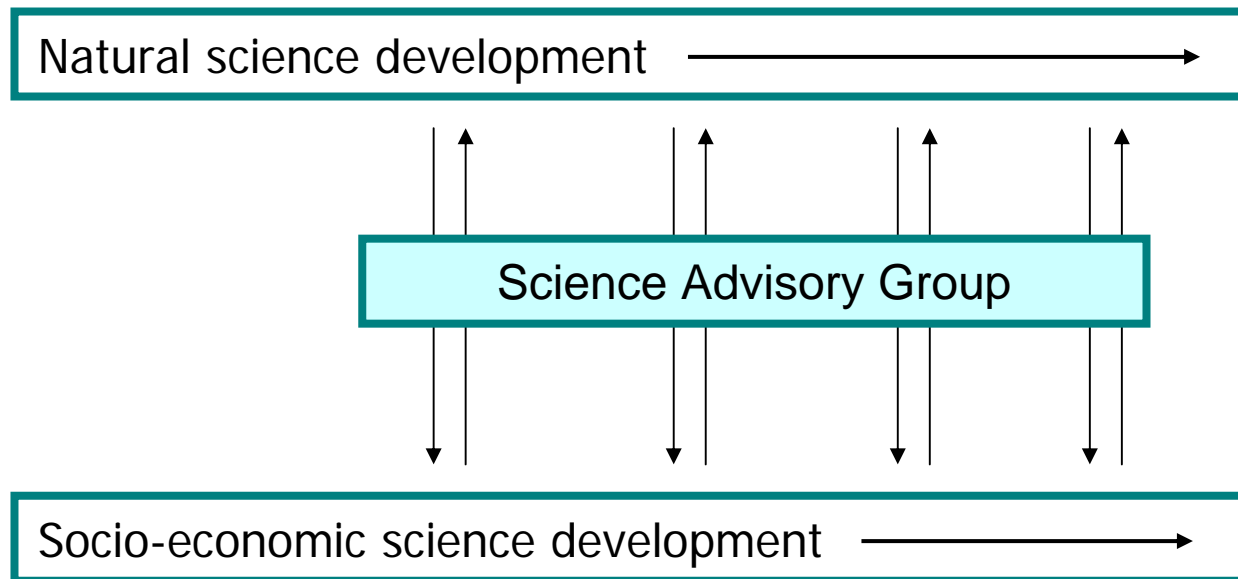 Natural science development
Science Advisory Group
Socio-economic science development